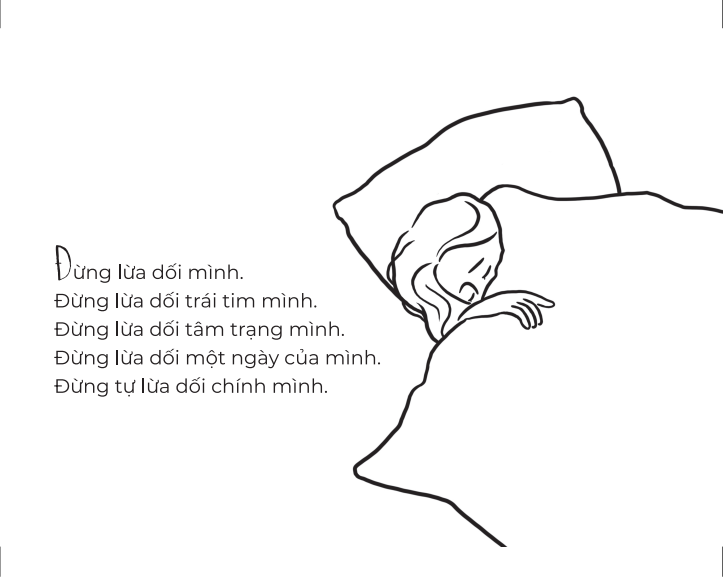 Đừng lừa dối mình.
Đừng lừa dối trái tim mình.
Đừng lừa dối tâm trạng mình.
Đừng lừa dối một ngày của mình.
Đừng tự lừa dối chính mình.